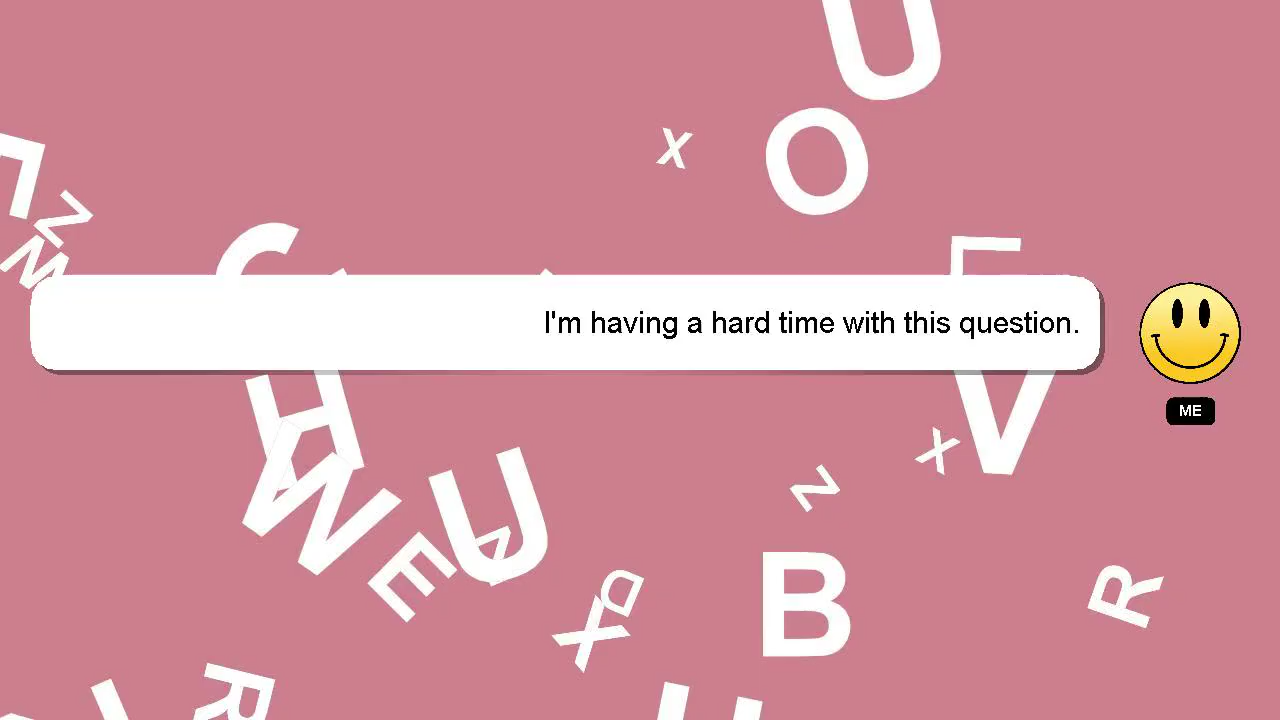 U
O
X
L
Z
M
I'm having a hard time with this question.
ME
H
V
W
U
X
Z
E
Z
D
X
B
R
R